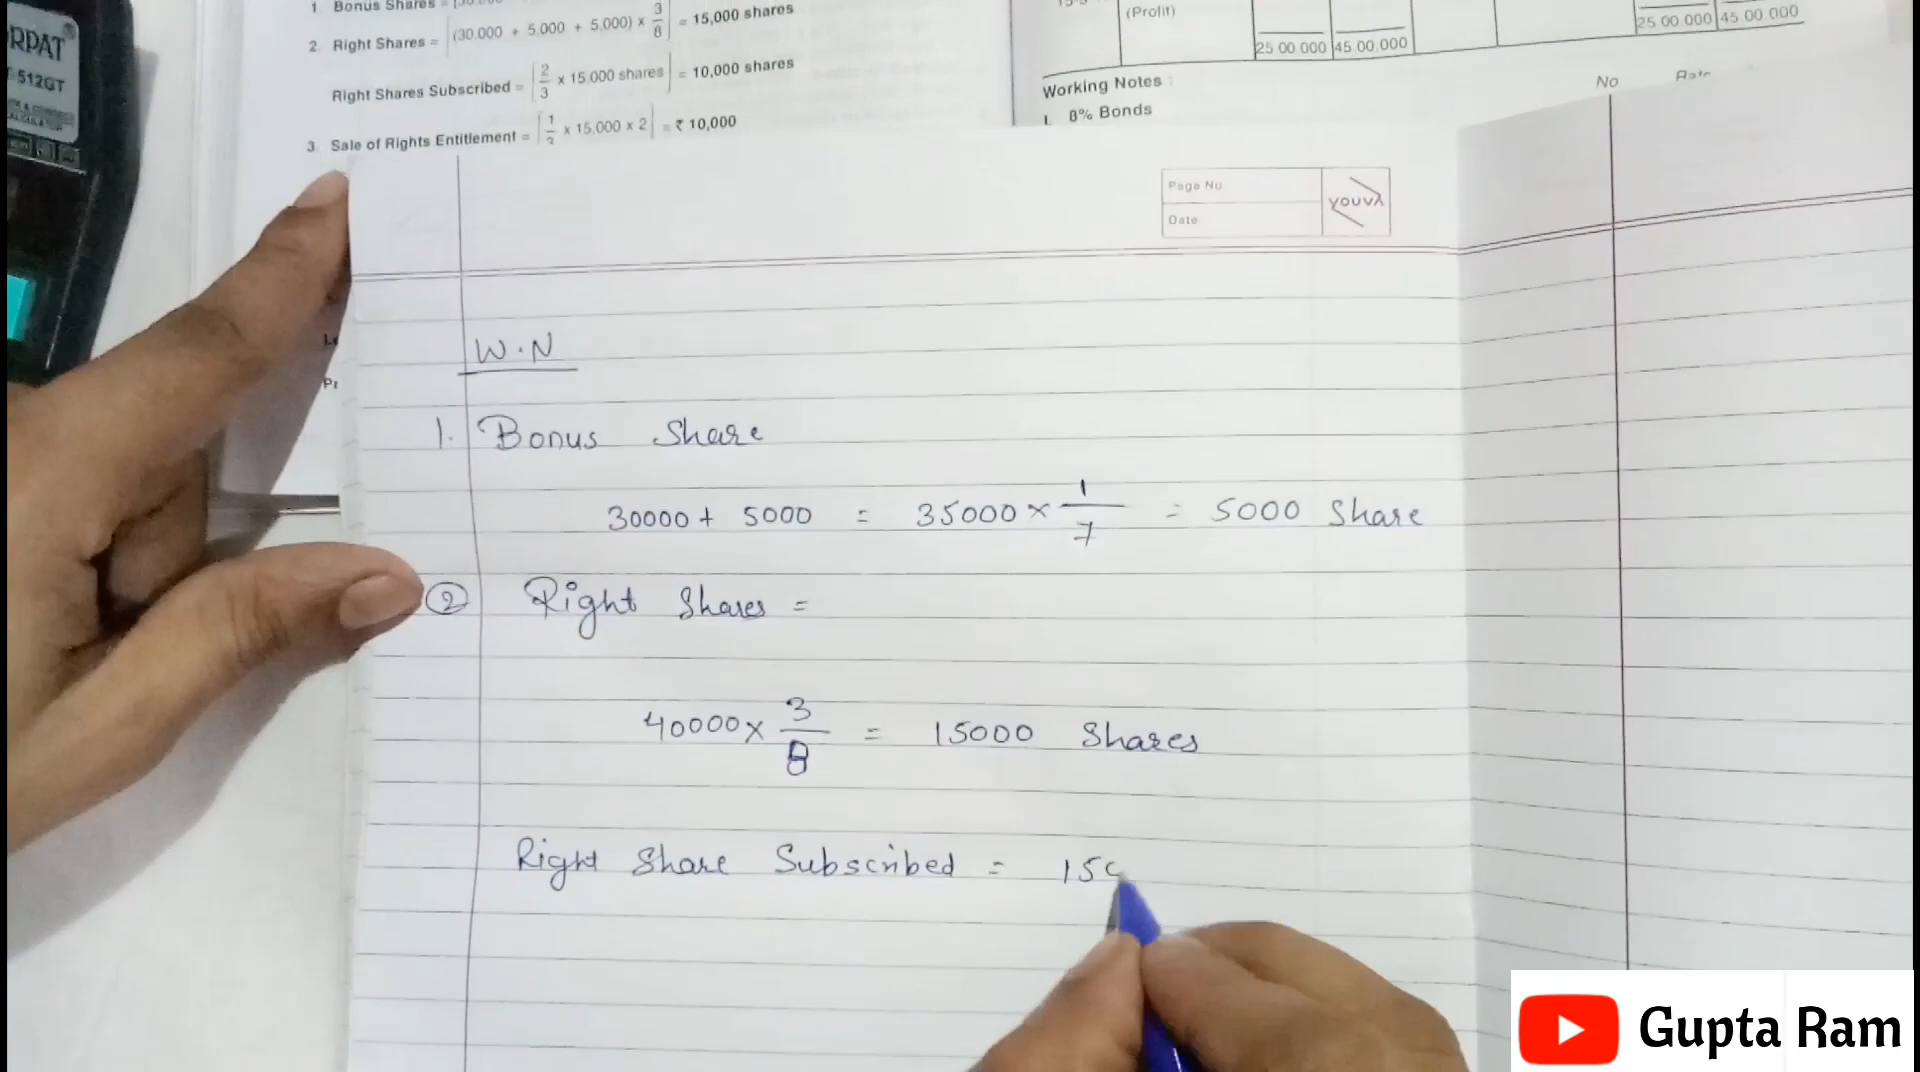 1 Bonus Shares =
2. Right Shares = (30,000 + 5,000 + 5,000) x 3/8 = 15,000 shares
Right Shares Subscribed = 2/3 x 15,000 shares = 10,000 shares
3. Sale of Rights Entitlement = x 15,000 x 2 = ₹ 10,000
(Profit)
25,00,000 45,00,000
25,00,000 45,00,000
Working Notes :
8% Bonds
No
RPAT
512GT
Page No
Date
youva
W.N
1. Bonus Share
30000 + 5000 = 35000 x 1/7 = 5000 Share
② Right Shares =
40000 x 3/8 = 15000 Shares
Right Share Subscribed = 150
Gupta Ram